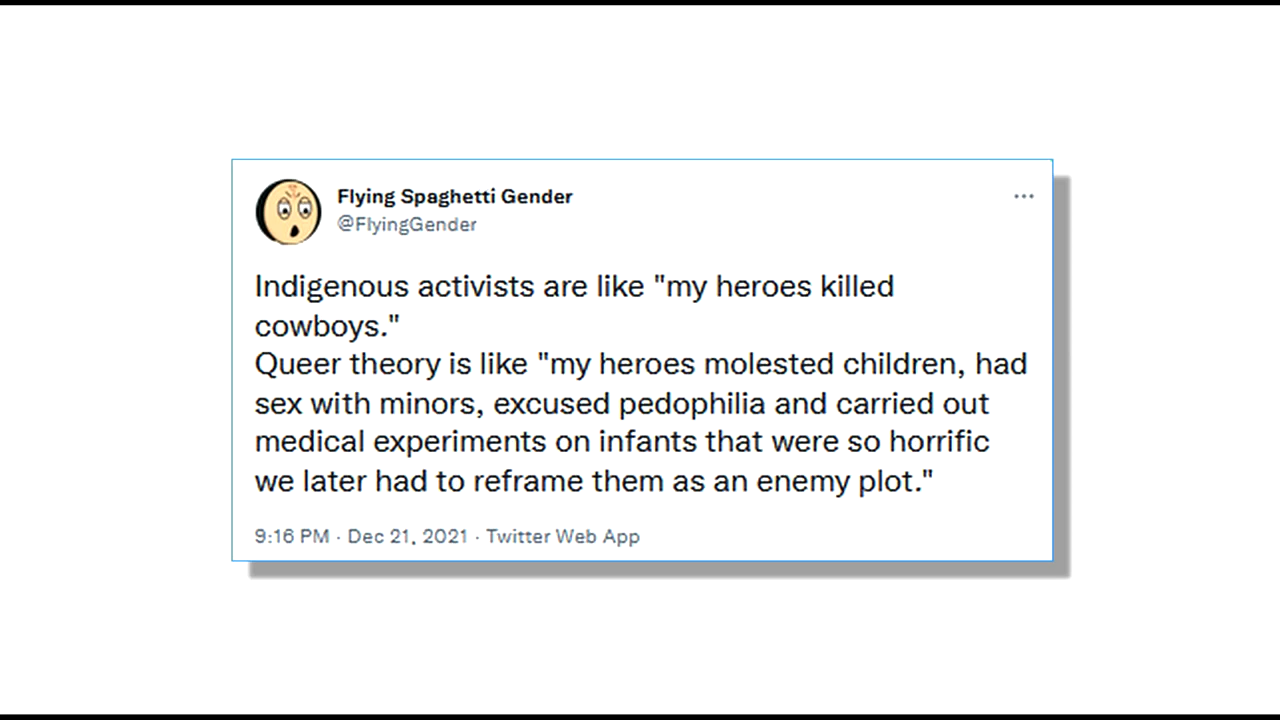 Flying Spaghetti Gender
@FlyingGender
Indigenous activists are like "my heroes killed
cowboys."
Queer theory is like "my heroes molested children, had
sex with minors, excused pedophilia and carried out
medical experiments on infants that were so horrific
we later had to reframe them as an enemy plot."
9:16 PM · Dec 21, 2021 · Twitter Web App